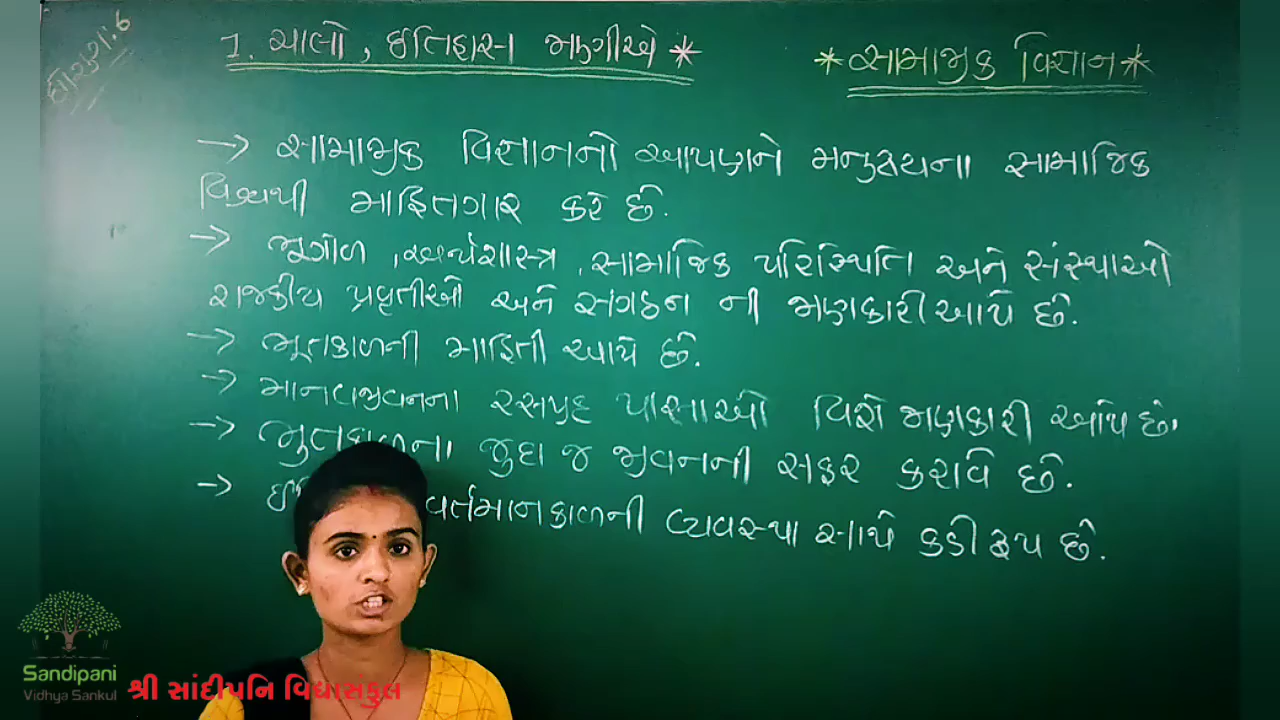 ધોરણ.6
1. ચાલો, ઈતિહાસ જાણીએ *
* સામાજીક વિજ્ઞાન *
→ સામાજીક વિજ્ઞાનનો આપણને મનુષ્યના સામાજિક
વિષયથી માહિતગાર કરે છે.
→ ભૂગોળ, અર્થશાસ્ત્ર, સામાજિક પરિસ્થિતિ અને સંસ્થાઓ
રાજકીય પ્રવૃતીઓ અને સંગઠન ની જાણકારી આપે છે.
→ ભૂતકાળની માહિતી આપે છે.
→ માનવજીવનના રસપ્રદ પાસાઓ વિશે જાણકારી આપે છે.
→ ભુતકાળના જુદા જ જીવનની સફર કરાવે છે.
→ વર્તમાનકાળની વ્યવસ્થા સાથે કડી રૂપ છે.
Sandipani
Vidhya Sankul
શ્રી સાંદીપનિ વિદ્યાસંકુલ